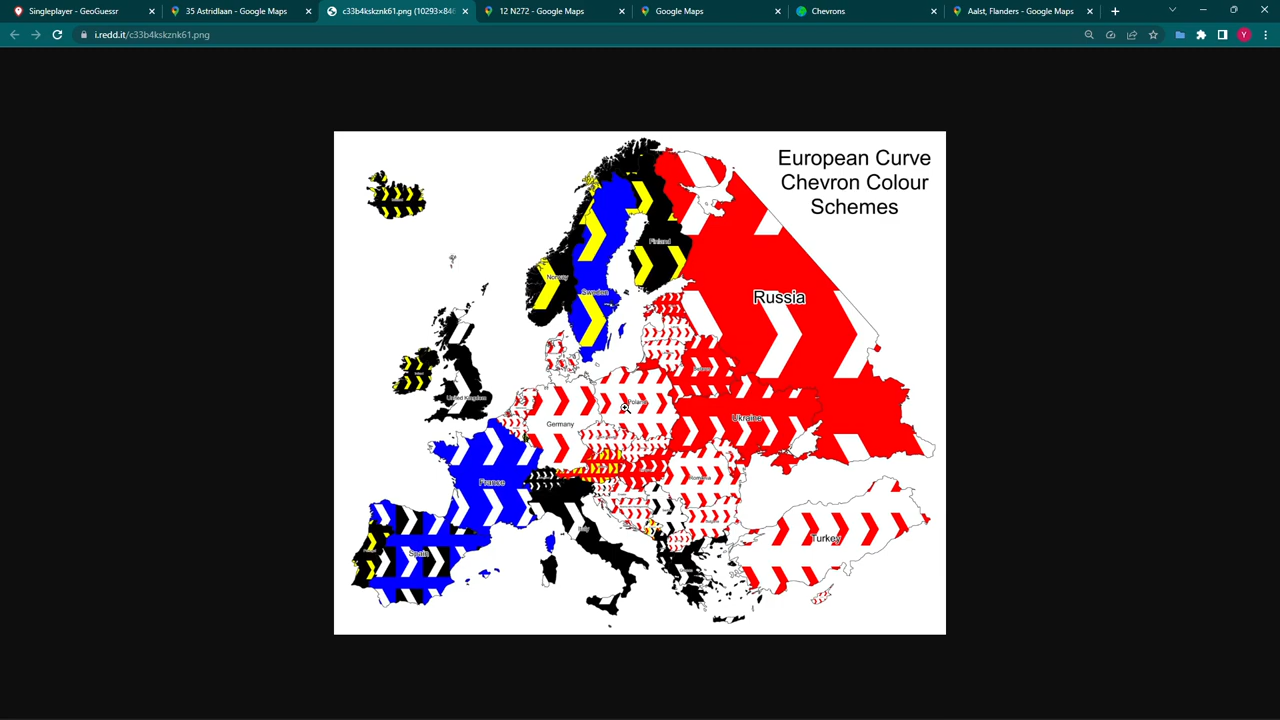 Singleplayer - GeoGuessr
35 Astridlaan - Google Maps
c33b4kskznk61.png (10293×846
12 N272 - Google Maps
Google Maps
Chevrons
Aalst, Flanders - Google Maps
i.redd.it/c33b4kskznk61.png
Y
European Curve
Chevron Colour
Schemes
Finland
Norway
Sweden
Russia
United Kingdom
Poland
Germany
Ukraine
France
Romania
Italy
Turkey
Spain